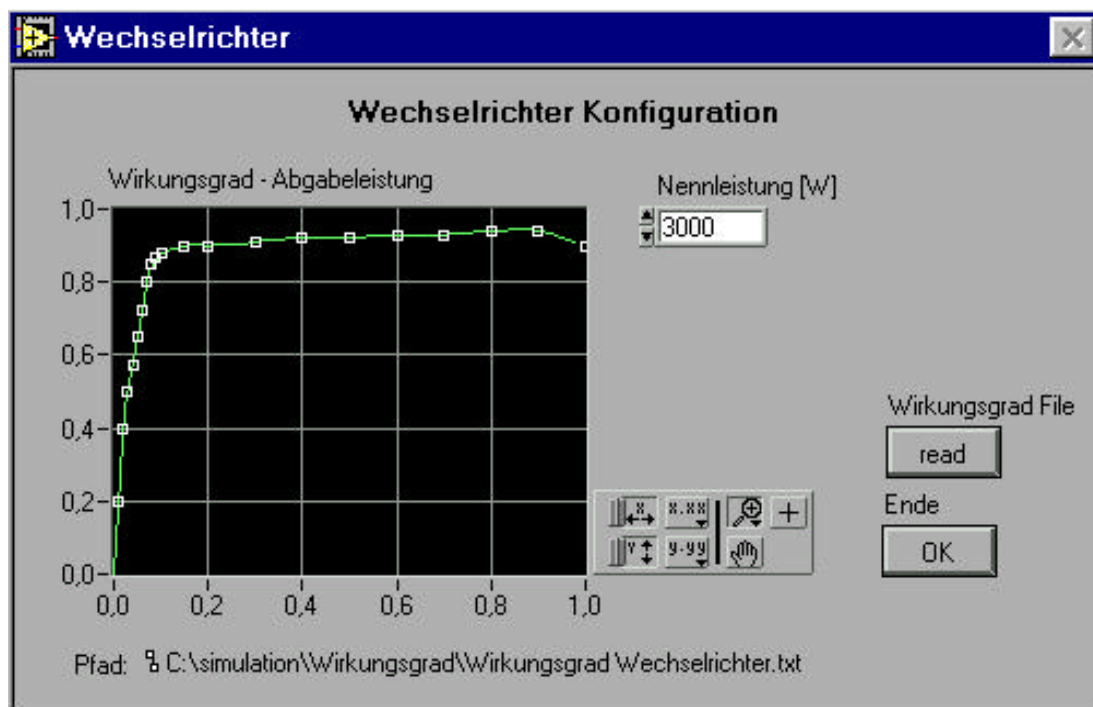 Wechselrichter
Wechselrichter Konfiguration
Wirkungsgrad - Abgabeleistung
Nennleistung [W]
3000
1,0
0,8
0,6
0,4
0,2
0,0
0,0 0,2 0,4 0,6 0,8 1,0
X
x.xx
Y
y.yy
Wirkungsgrad File
read
Ende
OK
Pfad: C:\simulation\Wirkungsgrad\Wirkungsgrad Wechselrichter.txt